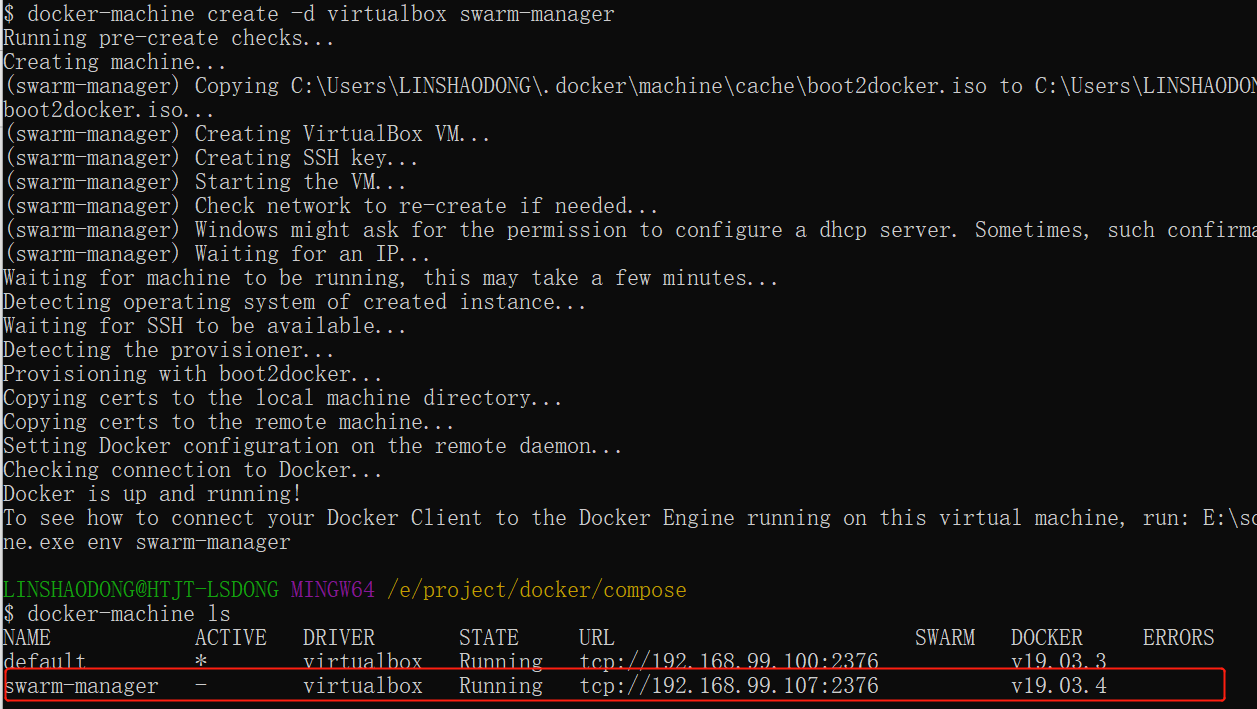 $ docker-machine create -d virtualbox swarm-manager
Running pre-create checks...
Creating machine...
(swarm-manager) Copying C:\Users\LINSHAODONG\.docker\machine\cache\boot2docker.iso to C:\Users\LINSHAODON
boot2docker.iso...
(swarm-manager) Creating VirtualBox VM...
(swarm-manager) Creating SSH key...
(swarm-manager) Starting the VM...
(swarm-manager) Check network to re-create if needed...
(swarm-manager) Windows might ask for the permission to configure a dhcp server. Sometimes, such confirma
(swarm-manager) Waiting for an IP...
Waiting for machine to be running, this may take a few minutes...
Detecting operating system of created instance...
Waiting for SSH to be available...
Detecting the provisioner...
Provisioning with boot2docker...
Copying certs to the local machine directory...
Copying certs to the remote machine...
Setting Docker configuration on the remote daemon...
Checking connection to Docker...
Docker is up and running!
To see how to connect your Docker Client to the Docker Engine running on this virtual machine, run: E:\so
ne.exe env swarm-manager
LINSHAODONG@HTJT-LSDONG MINGW64 /e/project/docker/compose
$ docker-machine ls
NAME ACTIVE DRIVER STATE URL SWARM DOCKER ERRORS
default * virtualbox Running tcp://192.168.99.100:2376 v19.03.3
swarm-manager - virtualbox Running tcp://192.168.99.107:2376 v19.03.4